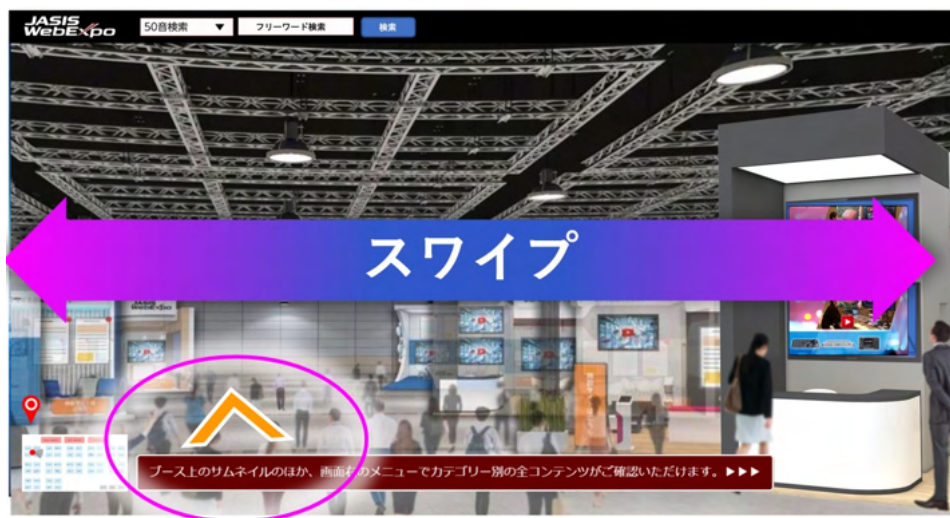 JASIS
WebExpo
50音検索 ▼
フリーワード検索
検索
スワイプ
JASIS
WebExpo
ブース上のサムネイルのほか、画面右のメニューでカテゴリー別の全コンテンツがご確認いただけます。▶▶▶